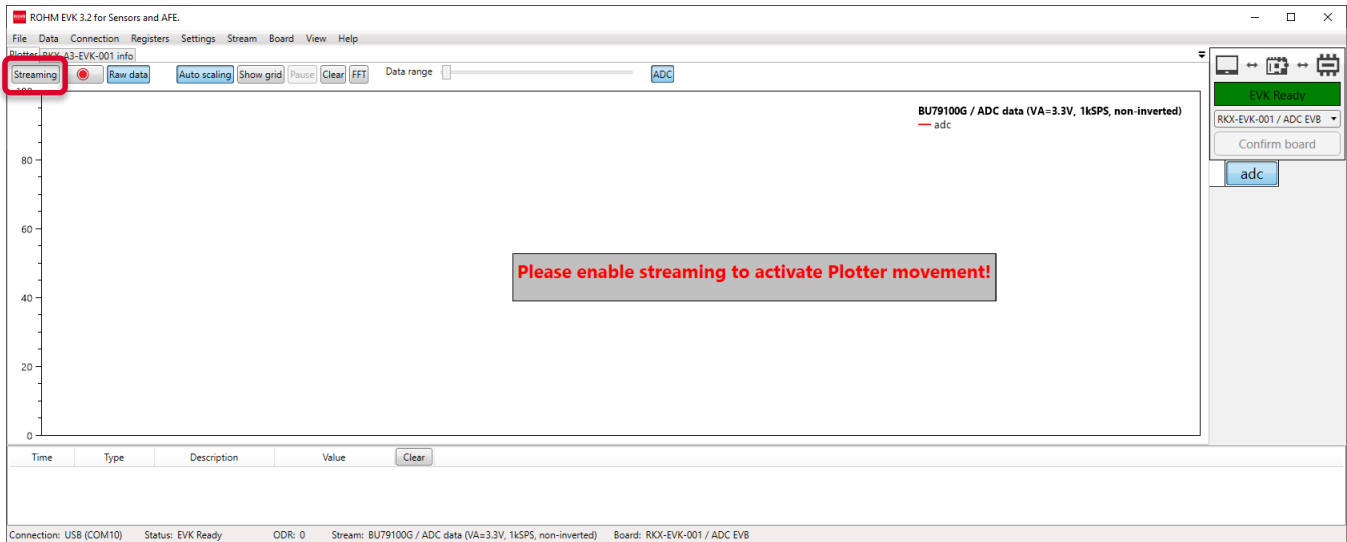 ROHM EVK 3.2 for Sensors and AFE.
File Data Connection Registers Settings Stream Board View Help
Plotter RKX-A3-EVK-001 info
Streaming Raw data Auto scaling Show grid Pause Clear FFT Data range ADC
EVK Ready
RKX-EVK-001 / ADC EVB
Confirm board
adc
BU79100G / ADC data (VA=3.3V, 1kSPS, non-inverted)
adc
100
80
60
40
20
0
Please enable streaming to activate Plotter movement!
Time Type Description Value Clear
Connection: USB (COM10) Status: EVK Ready ODR: 0 Stream: BU79100G / ADC data (VA=3.3V, 1kSPS, non-inverted) Board: RKX-EVK-001 / ADC EVB